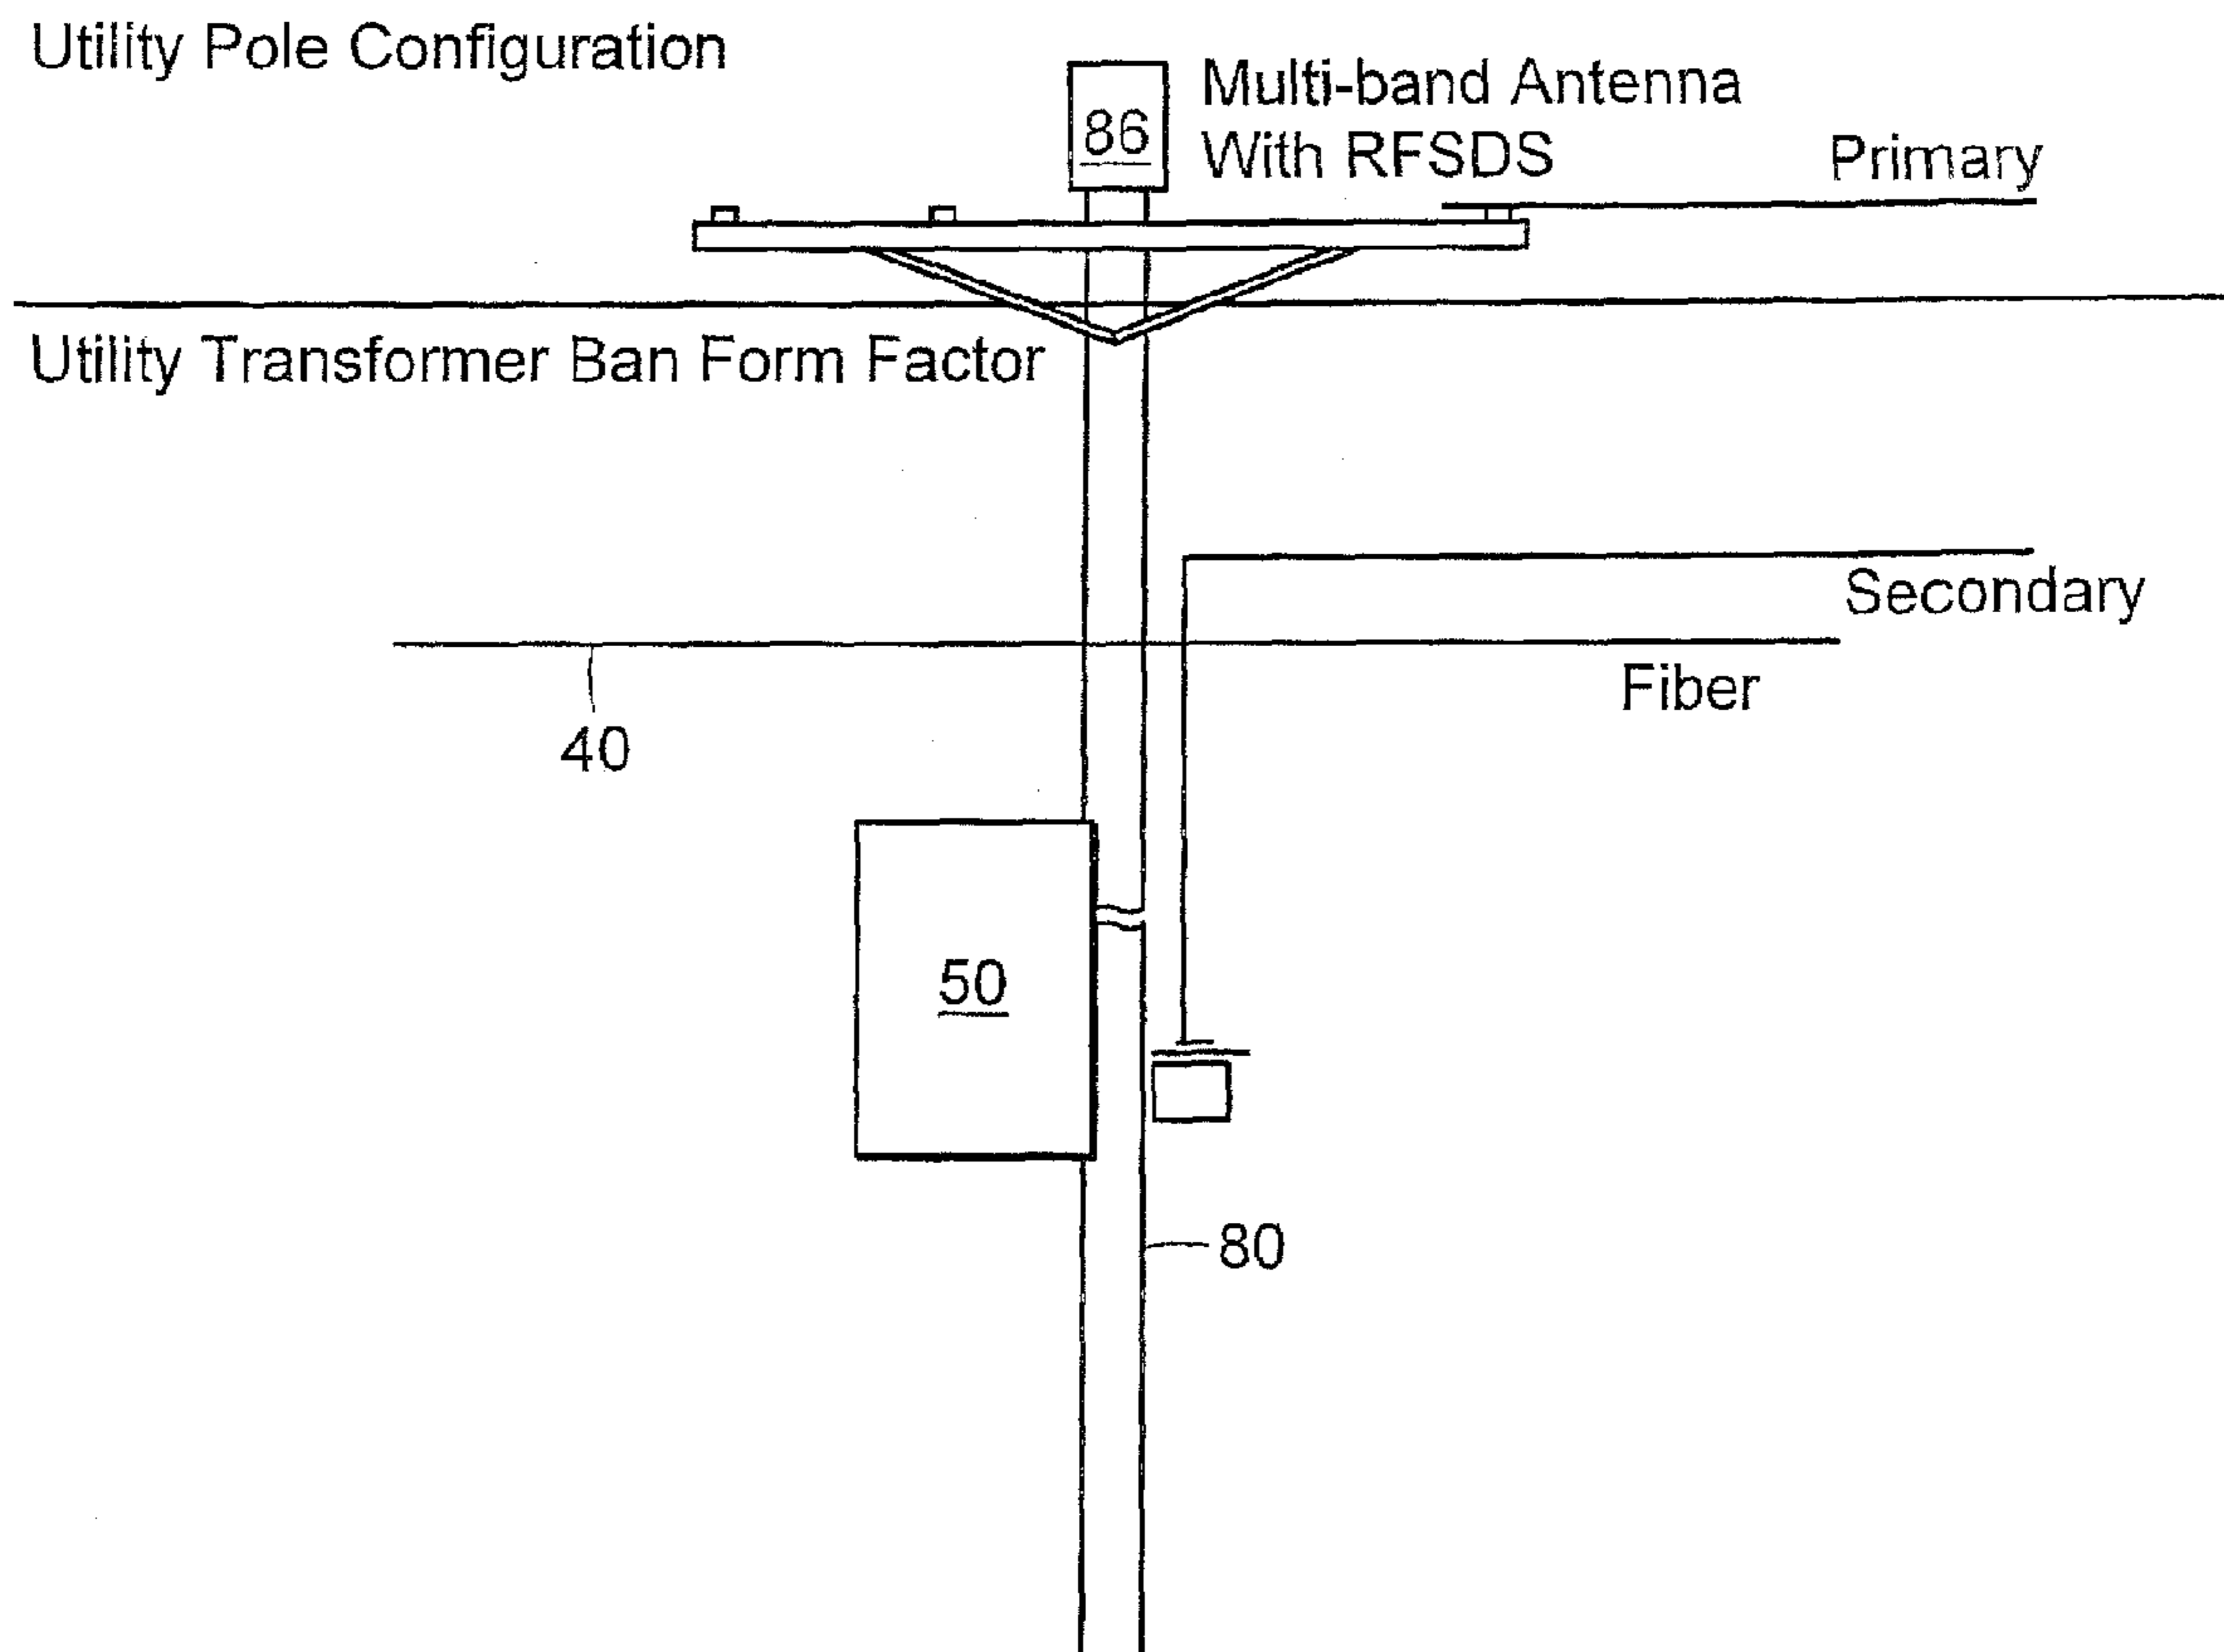 Utility Pole Configuration
86
Multi-band Antenna
With RFSDS
Primary
Utility Transformer Ban Form Factor
Secondary
Fiber
40
50
80